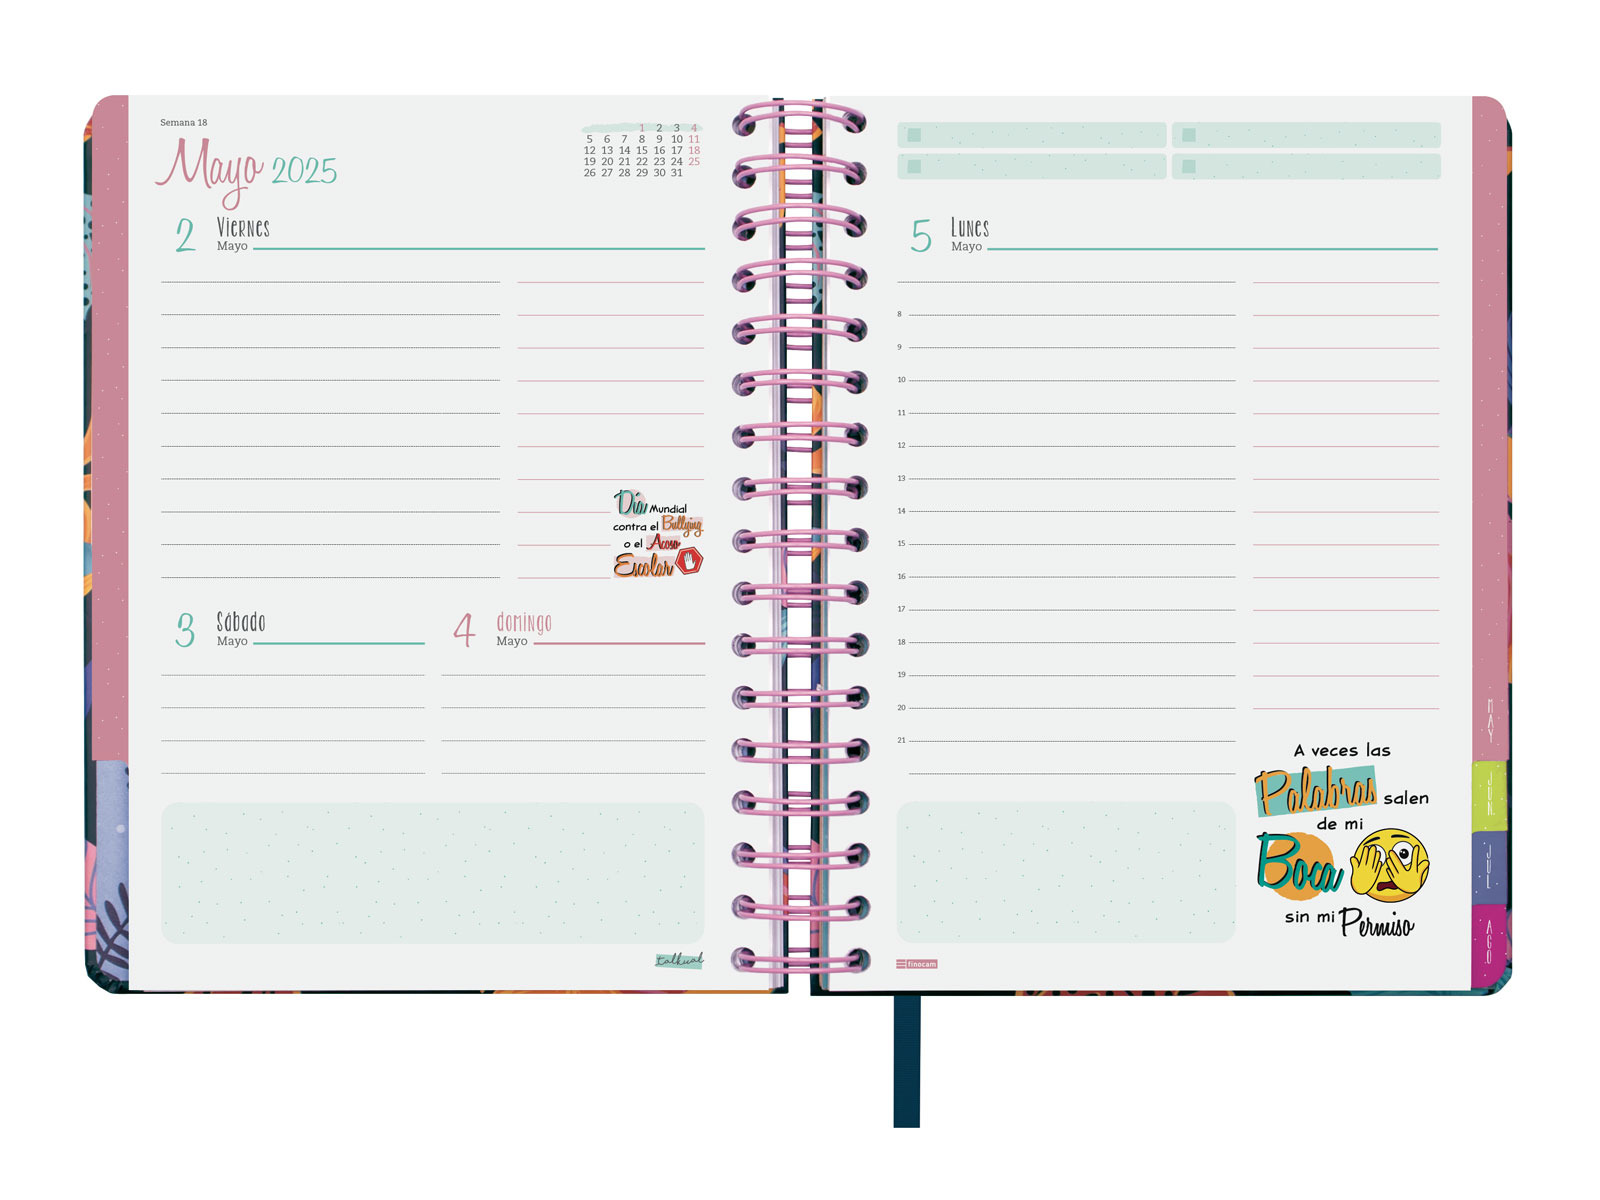 Semana 18
Mayo 2025
1 2 3 4
5 6 7 8 9 10 11
12 13 14 15 16 17 18
19 20 21 22 23 24 25
26 27 28 29 30 31
2 Viernes
Mayo
Día Mundial
contra el Bullying
o el Acoso
Escolar
3 Sábado
Mayo
4 domingo
Mayo
talkual
5 Lunes
Mayo
8
9
10
11
12
13
14
15
16
17
18
19
20
21
A veces las
Palabras salen
de mi
Boca
sin mi Permiso
finocam
MAY
JUN
JUL
AGO